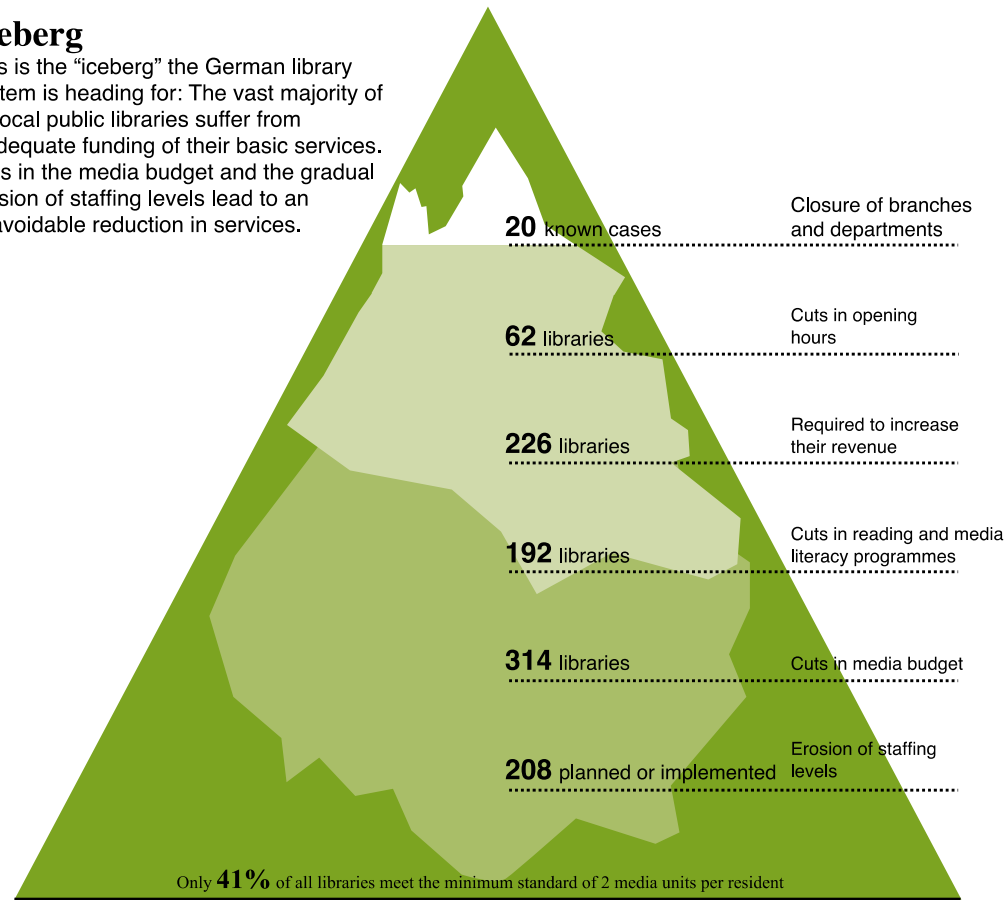 eberg
s is the “iceberg” the German library
tem is heading for: The vast majority of
ocal public libraries suffer from
dequate funding of their basic services.
s in the media budget and the gradual
sion of staffing levels lead to an
avoidable reduction in services.
20 known cases
Closure of branches
and departments
62 libraries
Cuts in opening
hours
226 libraries
Required to increase
their revenue
192 libraries
Cuts in reading and media
literacy programmes
314 libraries
Cuts in media budget
208 planned or implemented
Erosion of staffing
levels
Only 41% of all libraries meet the minimum standard of 2 media units per resident